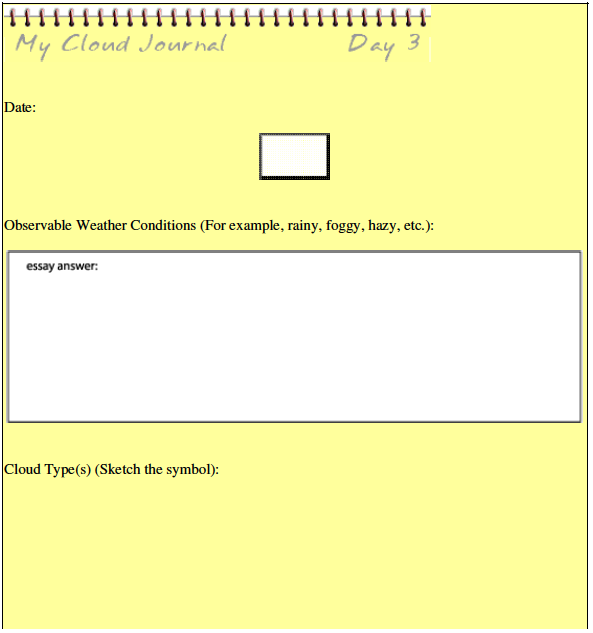 My Cloud Journal Day 3
Date:
Observable Weather Conditions (For example, rainy, foggy, hazy, etc.):
essay answer:
Cloud Type(s) (Sketch the symbol):